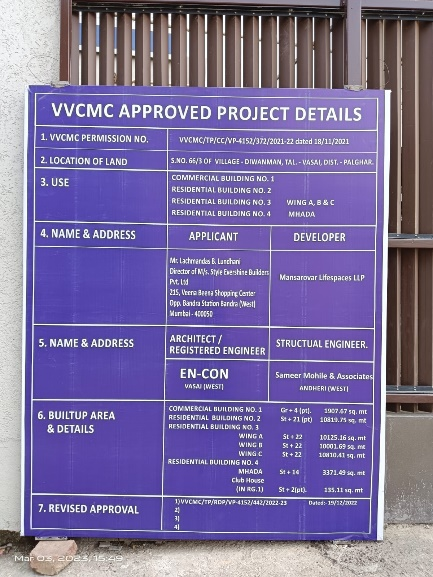 VVCMC APPROVED PROJECT DETAILS
1. VVCMC PERMISSION NO. VVCMC/TP/CC/VP-4152/372/2021-22 dated 18/11/2021
2. LOCATION OF LAND S.NO. 66/3 OF VILLAGE - DIWANMAN, TAL. - VASAI, DIST. - PALGHAR.
3. USE COMMERCIAL BUILDING NO. 1
RESIDENTIAL BUILDING NO. 2
RESIDENTIAL BUILDING NO. 3 WING A, B & C
RESIDENTIAL BUILDING NO. 4 MHADA
4. NAME & ADDRESS APPLICANT DEVELOPER
Mr. Lachmandas B. Lundhani
Director of M/s. Style Evershine Builders
Pvt. Ltd
215, Veena Beena Shopping Center
Opp. Bandra Station Bandra (West)
Mumbai - 400050
Mansarovar Lifespaces LLP
5. NAME & ADDRESS ARCHITECT / REGISTERED ENGINEER STRUCTUAL ENGINEER.
EN-CON
VASAI (WEST)
Sameer Mohile & Associates
ANDHERI (WEST)
6. BUILTUP AREA & DETAILS
COMMERCIAL BUILDING NO. 1 Gr + 4 (pt). 1907.67 sq. mt
RESIDENTIAL BUILDING NO. 2 St + 21 (pt) 10819.75 sq. mt
RESIDENTIAL BUILDING NO. 3
WING A St + 22 10125.16 sq. mt
WING B St + 22 10001.69 sq. mt
WING C St + 22 10810.41 sq. mt
RESIDENTIAL BUILDING NO. 4
MHADA St + 14 3371.49 sq. mt
Club House
(IN RG.1) St + 2(pt). 135.11 sq. mt
7. REVISED APPROVAL 1) VVCMC/TP/RDP/VP-4152/442/2022-23 Dated:- 19/12/2022
2)
3)
4)
Mar 03, 2023, 15:49